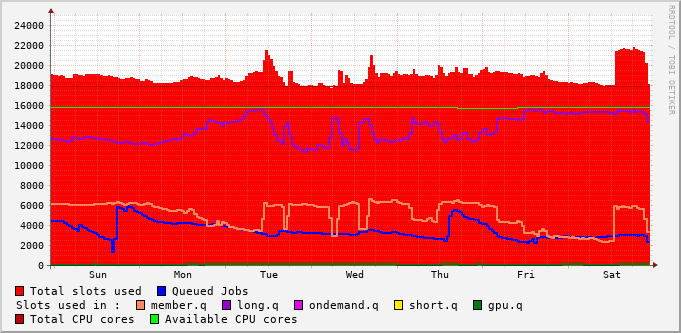 24000
22000
20000
18000
16000
14000
12000
10000
8000
6000
4000
2000
0
Sun Mon Tue Wed Thu Fri Sat
Total slots used Queued Jobs
Slots used in : member.q long.q ondemand.q short.q gpu.q
Total CPU cores Available CPU cores
RRDTOOL / TOBI OETIKER